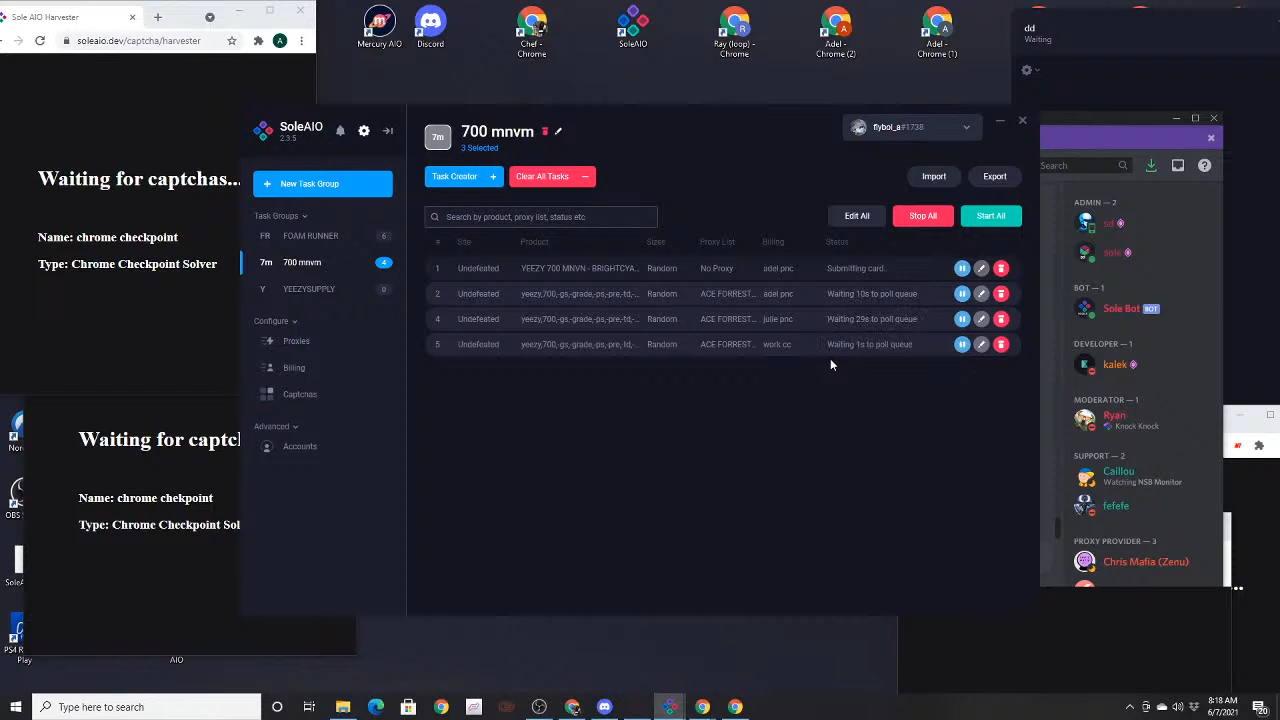 Sole AIO Harvester
soleaio.dev/captcha/harvester
A
Waiting for captchas...
Name: chrome chekpoint
Type: Chrome Checkpoint Solver
Waiting for captch
Name: chrome chekpoint
Type: Chrome Checkpoint Sol
Mercury AIO
Discord
Chef -
Chrome
SoleAIO
R
Ray (loop) -
Chrome
A
Adel -
Chrome (2)
A
Adel -
Chrome (1)
dd
Waiting
SoleAIO
2.3.5
New Task Group
Task Groups
FR FOAM RUNNER 6
7m 700 mnvm 4
Y YEEZYSUPPLY 0
Configure
Proxies
Billing
Captchas
Advanced
Accounts
7m
700 mnvm
3 Selected
flyboi_a#1738
Task Creator +
Clear All Tasks −
Import
Export
Search by product, proxy list, status etc
Edit All
Stop All
Start All
# Site Product Sizes Proxy List Billing Status
1 Undefeated YEEZY 700 MNVN - BRIGHTCYA... Random No Proxy adel pnc Submitting card..
2 Undefeated yeezy,700,-gs,-grade,-ps,-pre,-td,-... Random ACE FORREST... adel pnc Waiting 10s to poll queue
4 Undefeated yeezy,700,-gs,-grade,-ps,-pre,-td,-... Random ACE FORREST... julie pnc Waiting 29s to poll queue
5 Undefeated yeezy,700,-gs,-grade,-ps,-pre,-td,-... Random ACE FORREST... work cc Waiting 1s to poll queue
Search
ADMIN — 2
sd
sole
BOT — 1
Sole Bot BOT
DEVELOPER — 1
kalek
MODERATOR — 1
Ryan
Knock Knock
SUPPORT — 2
Caillou
Watching NSB Monitor
fefefe
PROXY PROVIDER — 3
Chris Mafia (Zenu)
Nor
OBS
SoleA
PS4 R
Play
AIO
Type here to search
8:18 AM
6/7/2021